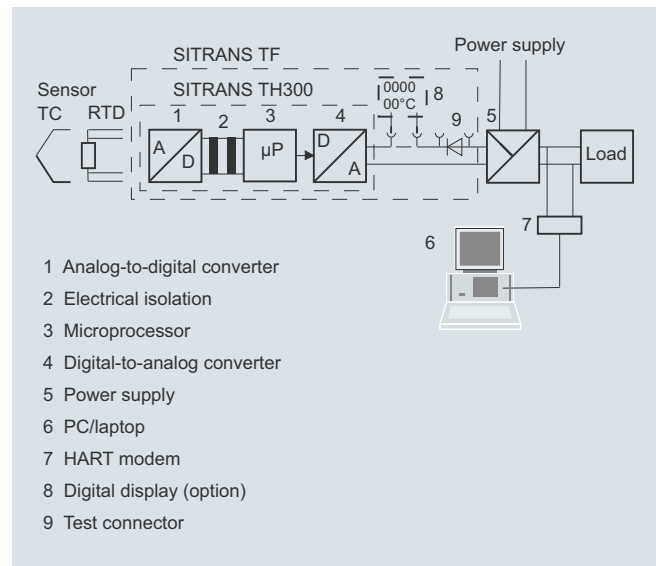 SITRANS TF
Power supply
Sensor
SITRANS TH300
TC RTD
1 2 3 4
0000
00°C
8
9
5
A
D
µP
D
A
Load
7
6
1 Analog-to-digital converter
2 Electrical isolation
3 Microprocessor
4 Digital-to-analog converter
5 Power supply
6 PC/laptop
7 HART modem
8 Digital display (option)
9 Test connector